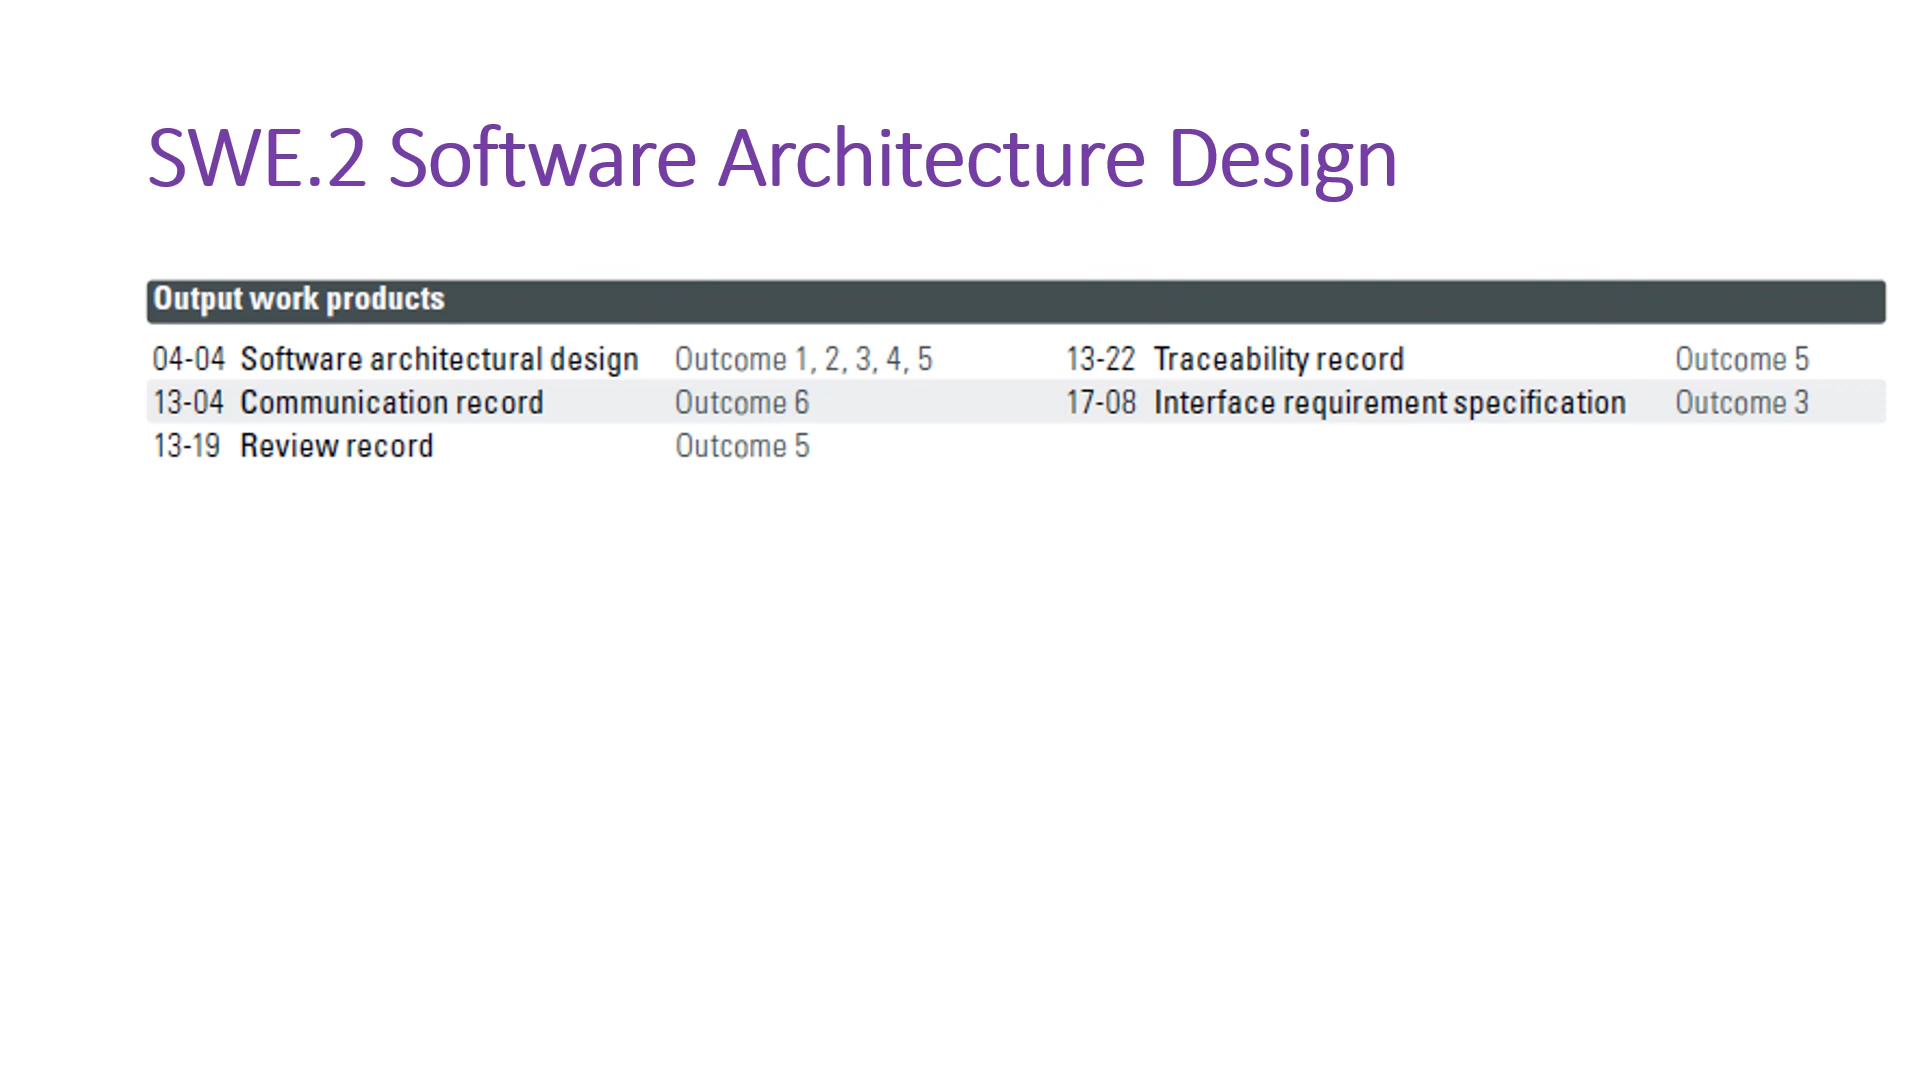 SWE.2 Software Architecture Design
Output work products
04-04 Software architectural design Outcome 1, 2, 3, 4, 5 13-22 Traceability record Outcome 5
13-04 Communication record Outcome 6 17-08 Interface requirement specification Outcome 3
13-19 Review record Outcome 5